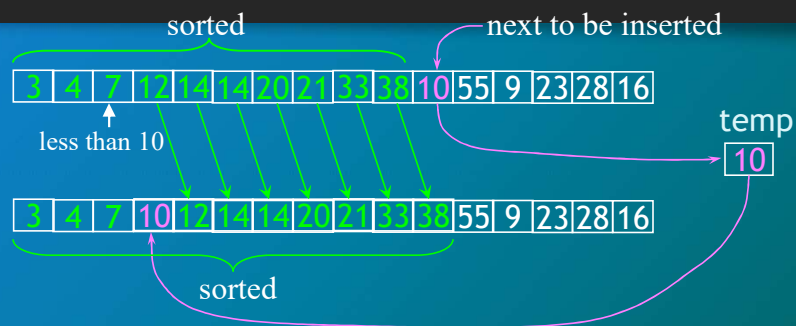 sorted
next to be inserted
3 4 7 12 14 14 20 21 33 38 10 55 9 23 28 16
less than 10
temp
10
3 4 7 10 12 14 14 20 21 33 38 55 9 23 28 16
sorted